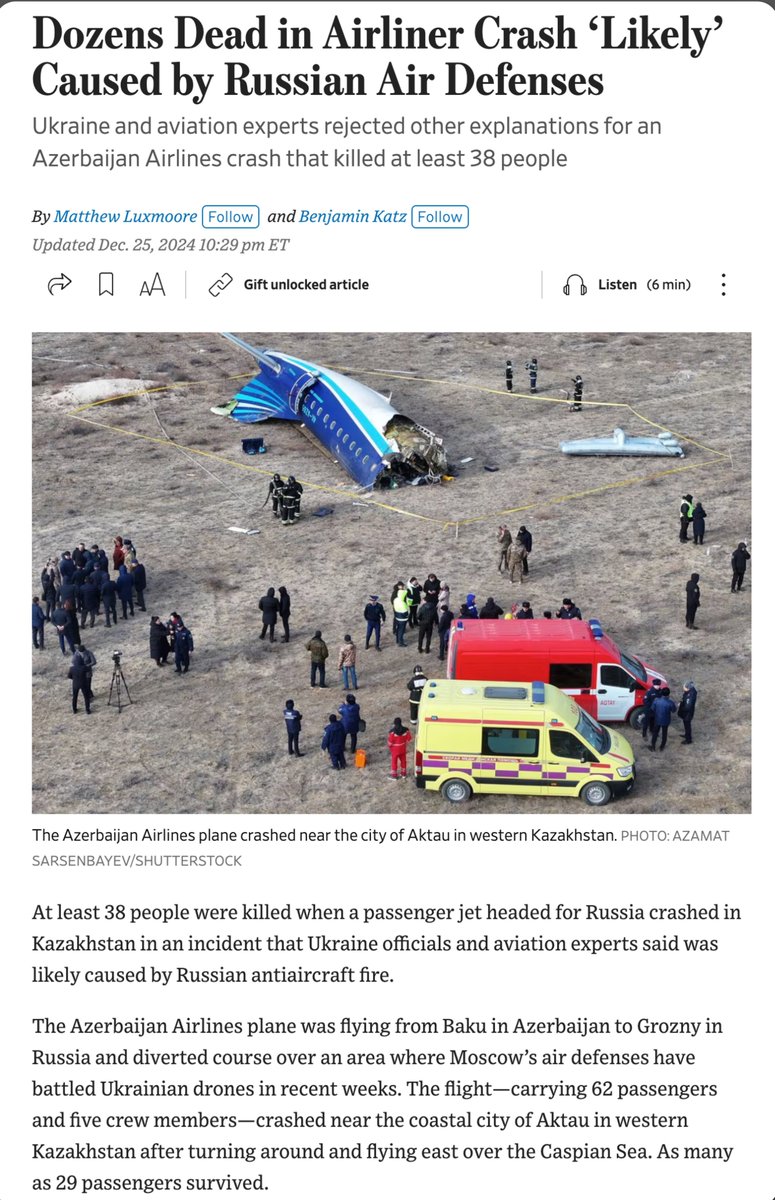 Dozens Dead in Airliner Crash ‘Likely’
Caused by Russian Air Defenses
Ukraine and aviation experts rejected other explanations for an
Azerbaijan Airlines crash that killed at least 38 people
By Matthew Luxmoore Follow and Benjamin Katz Follow
Updated Dec. 25, 2024 10:29 pm ET
AA Gift unlocked article Listen (6 min)
AQTAY
The Azerbaijan Airlines plane crashed near the city of Aktau in western Kazakhstan. PHOTO: AZAMAT
SARSENBAYEV/SHUTTERSTOCK
At least 38 people were killed when a passenger jet headed for Russia crashed in
Kazakhstan in an incident that Ukraine officials and aviation experts said was
likely caused by Russian antiaircraft fire.
The Azerbaijan Airlines plane was flying from Baku in Azerbaijan to Grozny in
Russia and diverted course over an area where Moscow’s air defenses have
battled Ukrainian drones in recent weeks. The flight—carrying 62 passengers
and five crew members—crashed near the coastal city of Aktau in western
Kazakhstan after turning around and flying east over the Caspian Sea. As many
as 29 passengers survived.